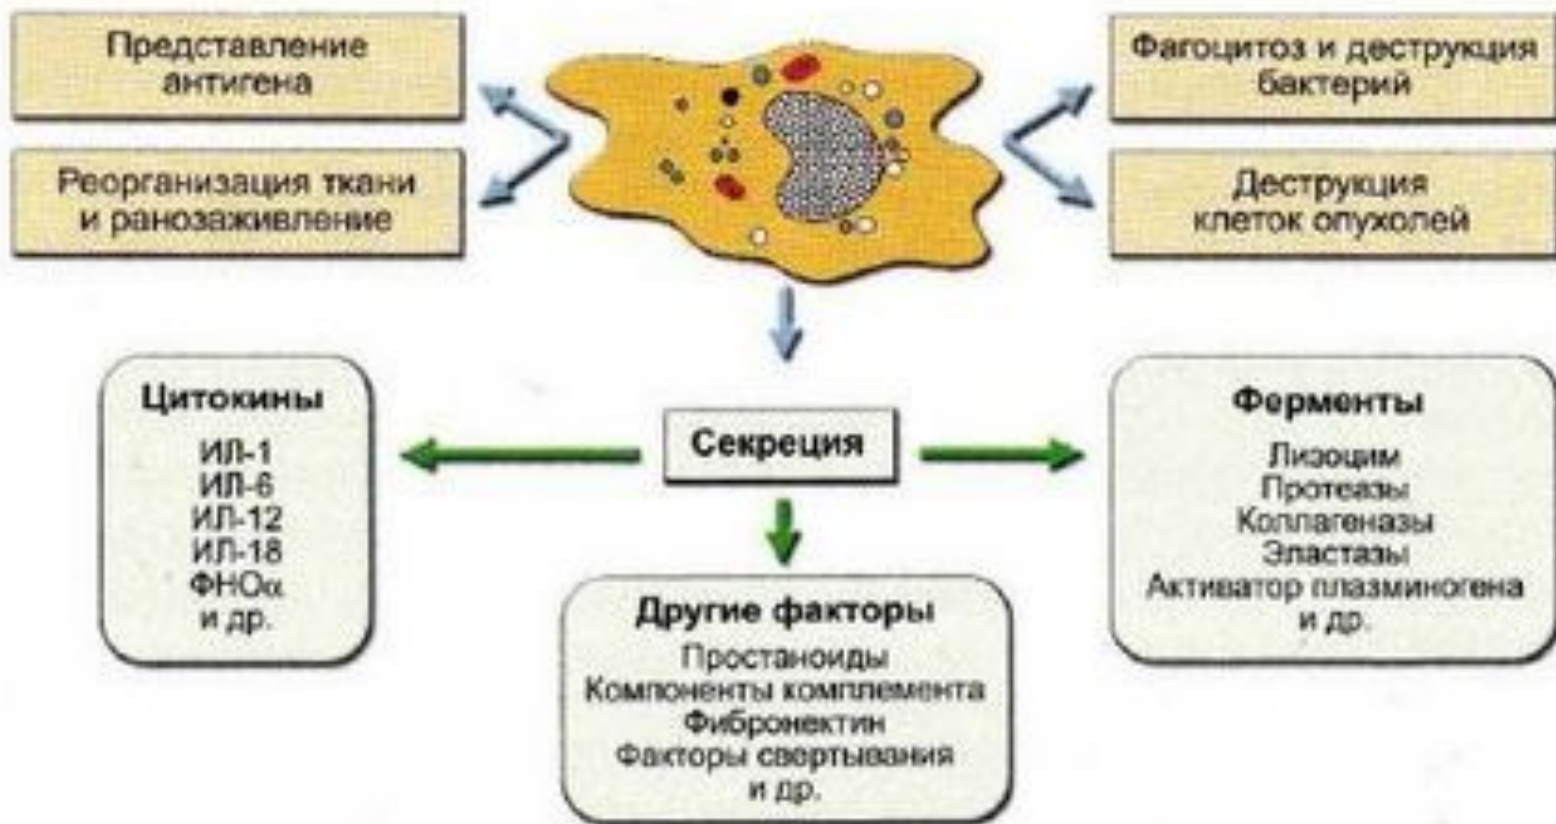 Представление
антигена
Реорганизация ткани
и ранозаживление
Фагоцитоз и деструкция
бактерий
Деструкция
клеток опухолей
Цитокины
ИЛ-1
ИЛ-6
ИЛ-12
ИЛ-18
ФНОα
и др.
Секреция
Другие факторы
Простаноиды
Компоненты комплемента
Фибронектин
Факторы свертывания
и др.
Ферменты
Лизоцим
Протеазы
Коллагеназы
Эластазы
Активатор плазминогена
и др.